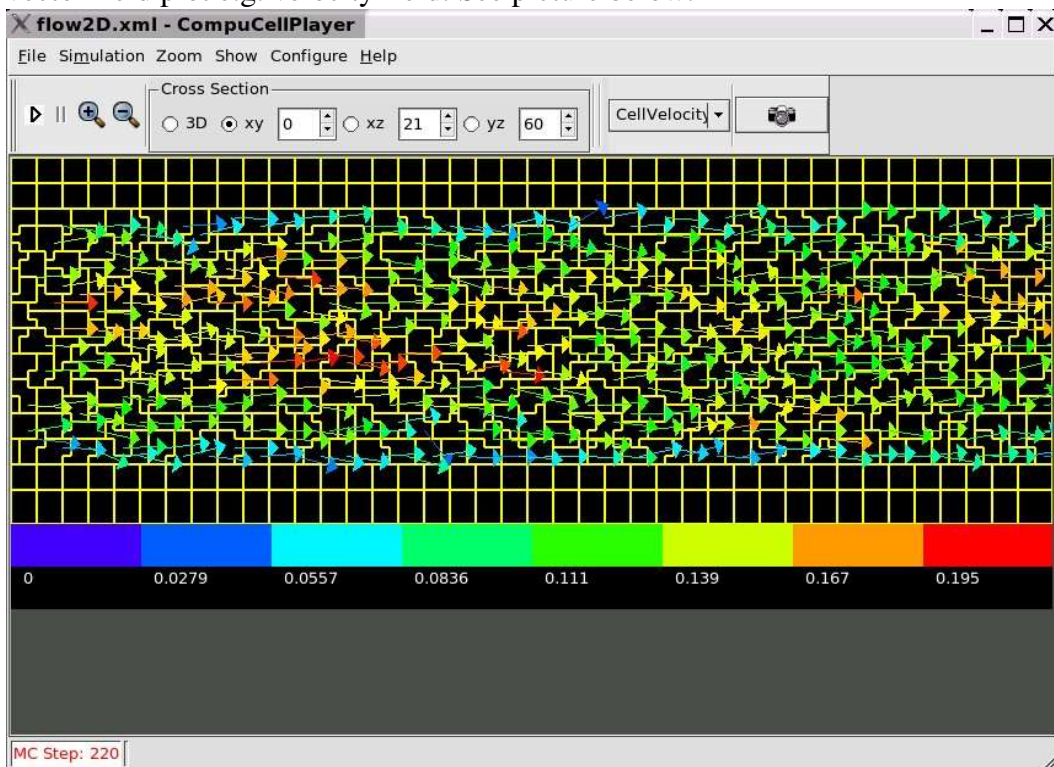 flow2D.xml - CompuCellPlayer
File Simulation Zoom Show Configure Help
Cross Section
3D xy 0 xz 21 yz 60
CellVelocity
0 0.0279 0.0557 0.0836 0.111 0.139 0.167 0.195
MC Step: 220